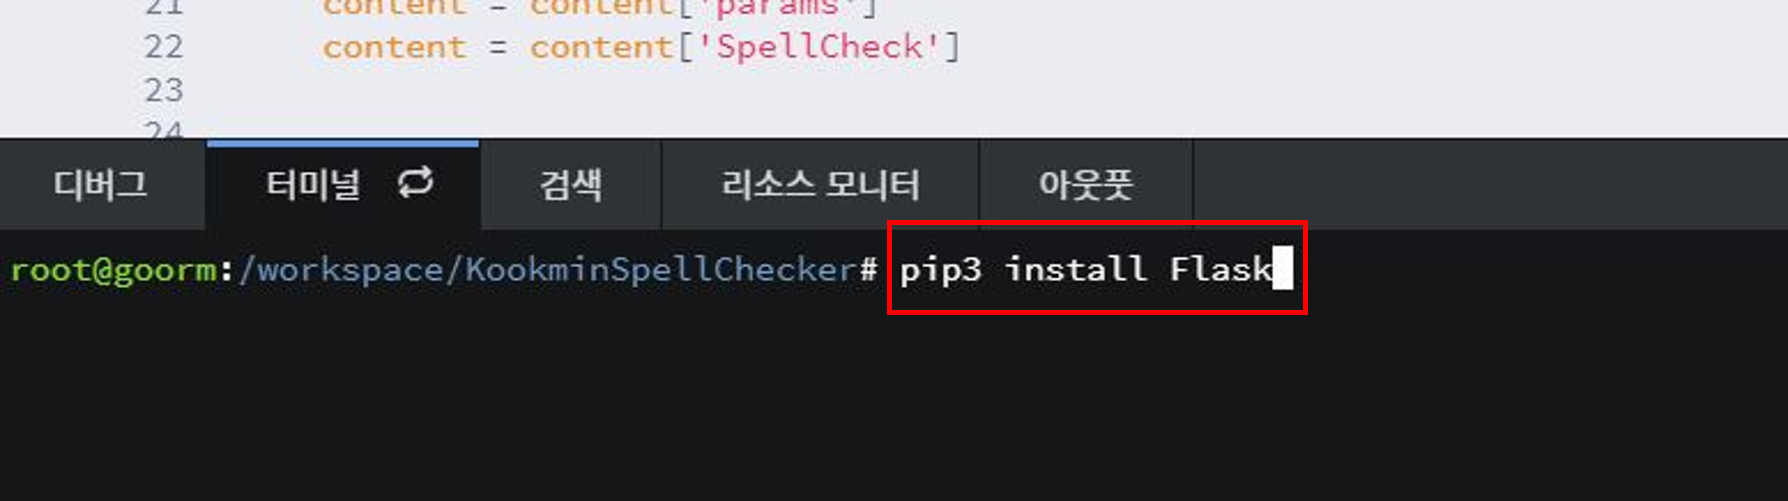 21 content = content['params']
22 content = content['SpellCheck']
23
24
디버그 터미널 검색 리소스 모니터 아웃풋
root@goorm:/workspace/KookminSpellChecker# pip3 install Flask